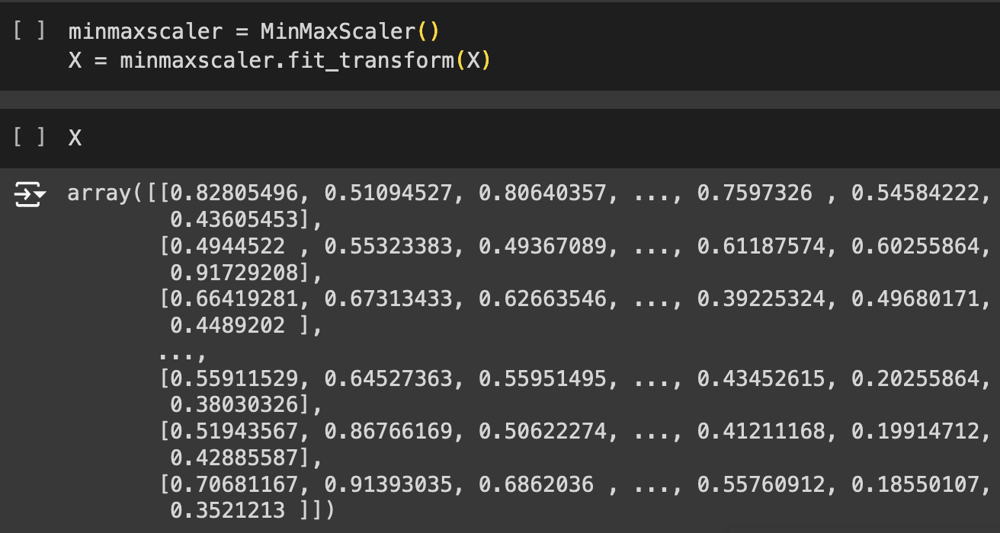 [ ] minmaxscaler = MinMaxScaler()
X = minmaxscaler.fit_transform(X)
[ ] X
array([[0.82805496, 0.51094527, 0.80640357, ..., 0.7597326 , 0.54584222,
0.43605453],
[0.4944522 , 0.55323383, 0.49367089, ..., 0.61187574, 0.60255864,
0.91729208],
[0.66419281, 0.67313433, 0.62663546, ..., 0.39225324, 0.49680171,
0.4489202 ],
...,
[0.55911529, 0.64527363, 0.55951495, ..., 0.43452615, 0.20255864,
0.38030326],
[0.51943567, 0.86766169, 0.50622274, ..., 0.41211168, 0.19914712,
0.42885587],
[0.70681167, 0.91393035, 0.6862036 , ..., 0.55760912, 0.18550107,
0.3521213 ]])